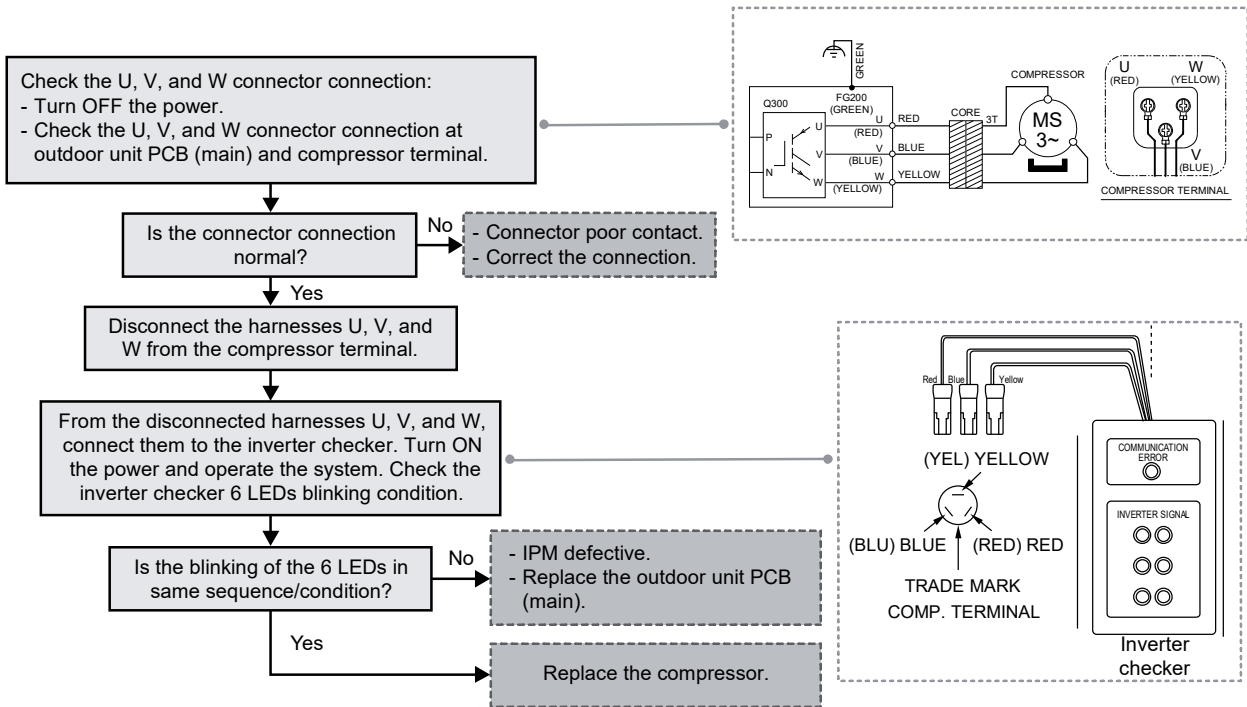 Check the U, V, and W connector connection:
- Turn OFF the power.
- Check the U, V, and W connector connection at
outdoor unit PCB (main) and compressor terminal.
Is the connector connection
normal?
No
- Connector poor contact.
- Correct the connection.
Yes
Disconnect the harnesses U, V, and
W from the compressor terminal.
From the disconnected harnesses U, V, and W,
connect them to the inverter checker. Turn ON
the power and operate the system. Check the
inverter checker 6 LEDs blinking condition.
Is the blinking of the 6 LEDs in
same sequence/condition?
No
- IPM defective.
- Replace the outdoor unit PCB
(main).
Yes
Replace the compressor.
GREEN
FG200
(GREEN)
Q300
P
N
U
V
W
U
(RED)
V
(BLUE)
W
(YELLOW)
RED
BLUE
YELLOW
CORE
3T
COMPRESSOR
MS
3~
U
(RED)
W
(YELLOW)
V
(BLUE)
COMPRESSOR TERMINAL
Red
Blue
Yellow
(YEL) YELLOW
(BLU) BLUE
(RED) RED
TRADE MARK
COMP. TERMINAL
COMMUNICATION
ERROR
INVERTER SIGNAL
Inverter
checker